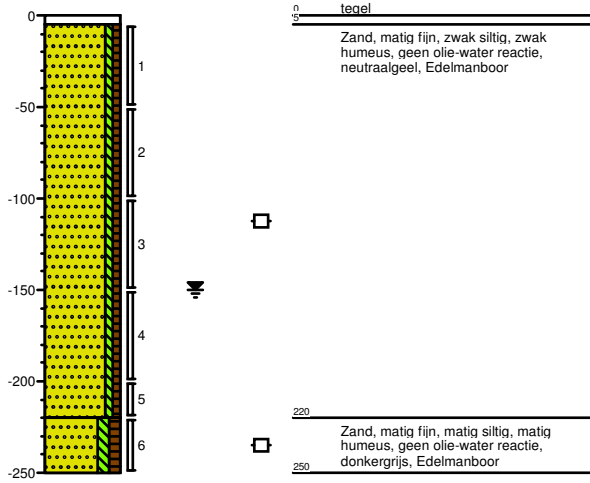 0
-50
-100
-150
-200
-250
1
2
3
4
5
6
0
5
tegel
Zand, matig fijn, zwak siltig, zwak
humeus, geen olie-water reactie,
neutraalgeel, Edelmanboor
220
Zand, matig fijn, matig siltig, matig
humeus, geen olie-water reactie,
donkergrijs, Edelmanboor
250